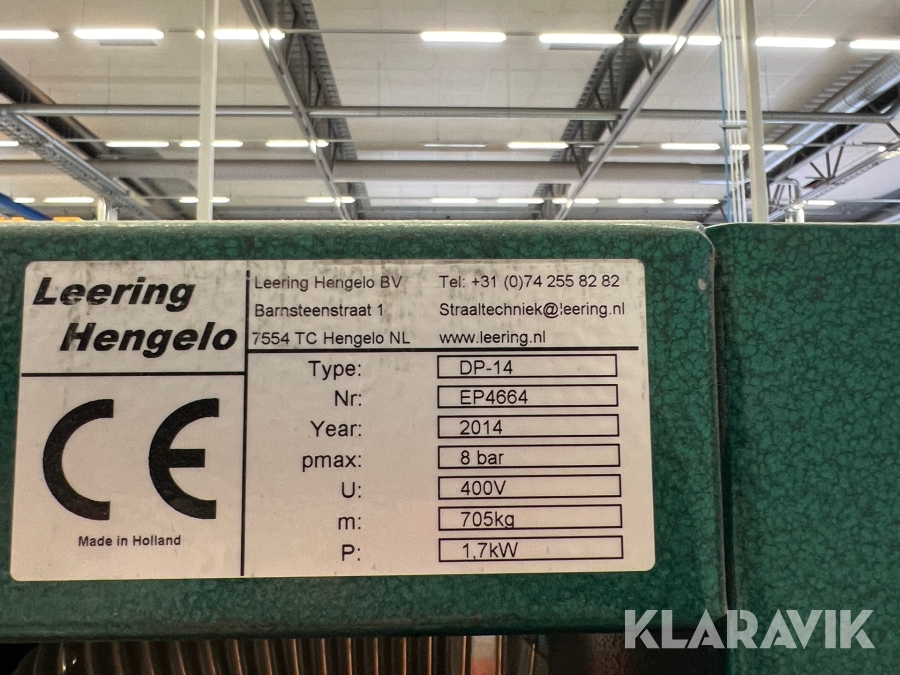 Leering
Hengelo
Leering Hengelo BV
Barnsteenstraat 1
7554 TC Hengelo NL
Tel: +31 (0)74 255 82 82
Straaltechniek@leering.nl
www.leering.nl
CE
Made in Holland
Type: DP-14
Nr: EP4664
Year: 2014
pmax: 8 bar
U: 400V
m: 705kg
P: 1,7kW
KLARAVIK